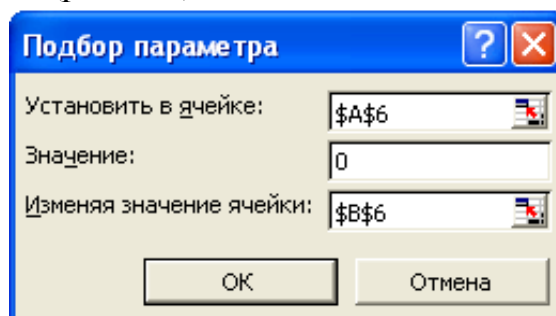 Подбор параметра
Установить в ячейке: $A$6
Значение: 0
Изменяя значение ячейки: $B$6
ОК Отмена